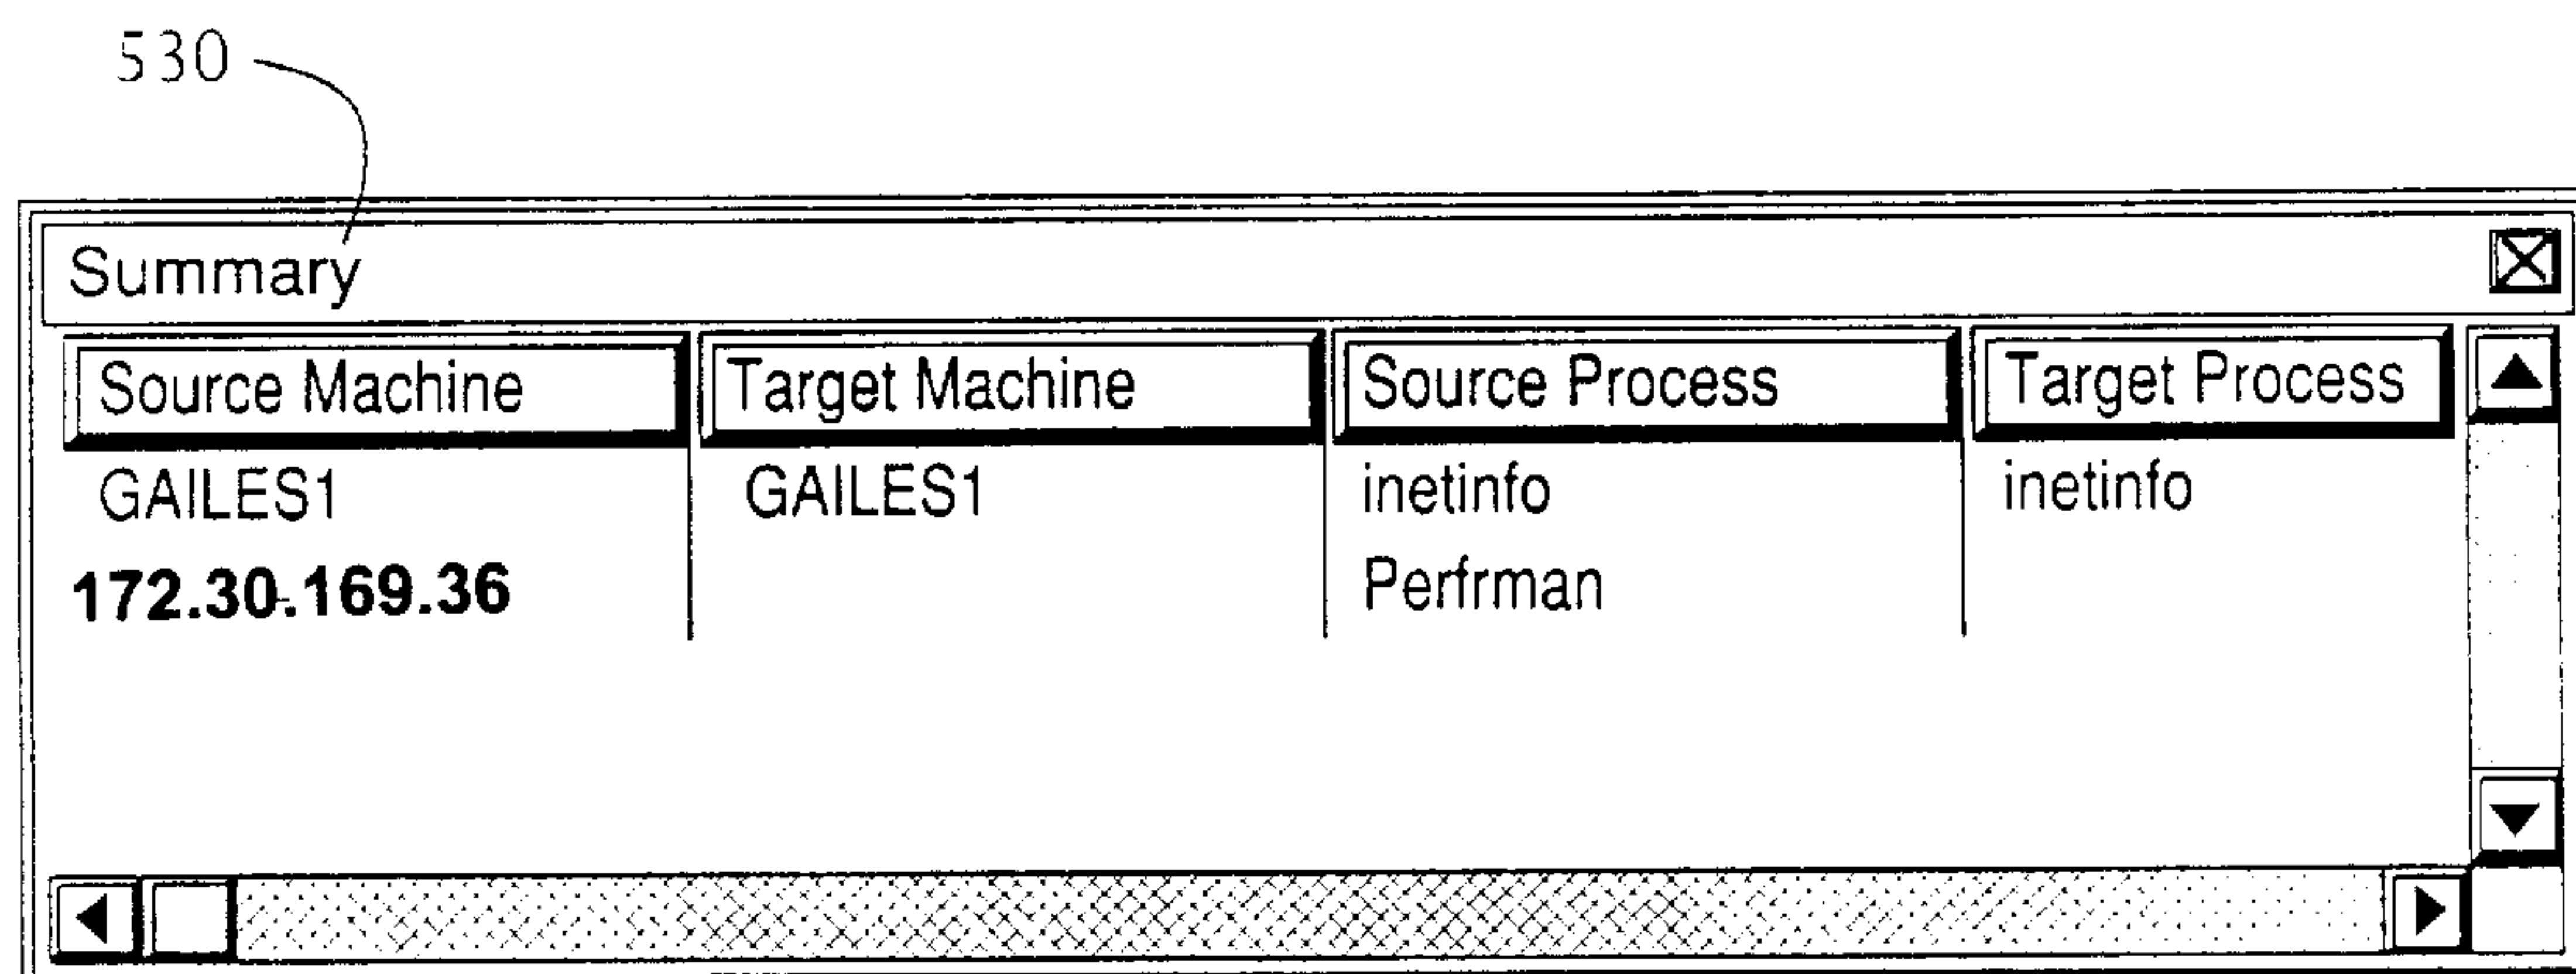 530
Summary
Source Machine Target Machine Source Process Target Process
GAILES1 GAILES1 inetinfo inetinfo
172.30.169.36 Perfrman